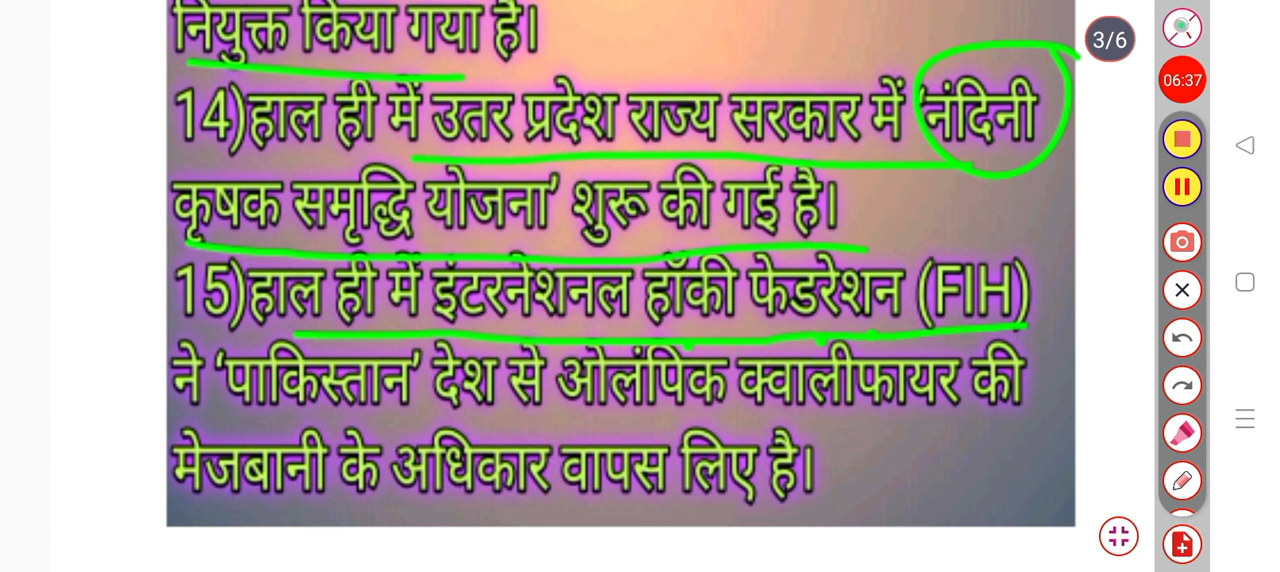 नियुक्त किया गया है।
3/6
06:37
14)हाल ही में उतर प्रदेश राज्य सरकार में 'नंदिनी
कृषक समृद्धि योजना' शुरू की गई है।
15)हाल ही में इंटरनेशनल हॉकी फेडरेशन (FIH)
ने 'पाकिस्तान' देश से ओलंपिक क्वालीफायर की
मेजबानी के अधिकार वापस लिए है।